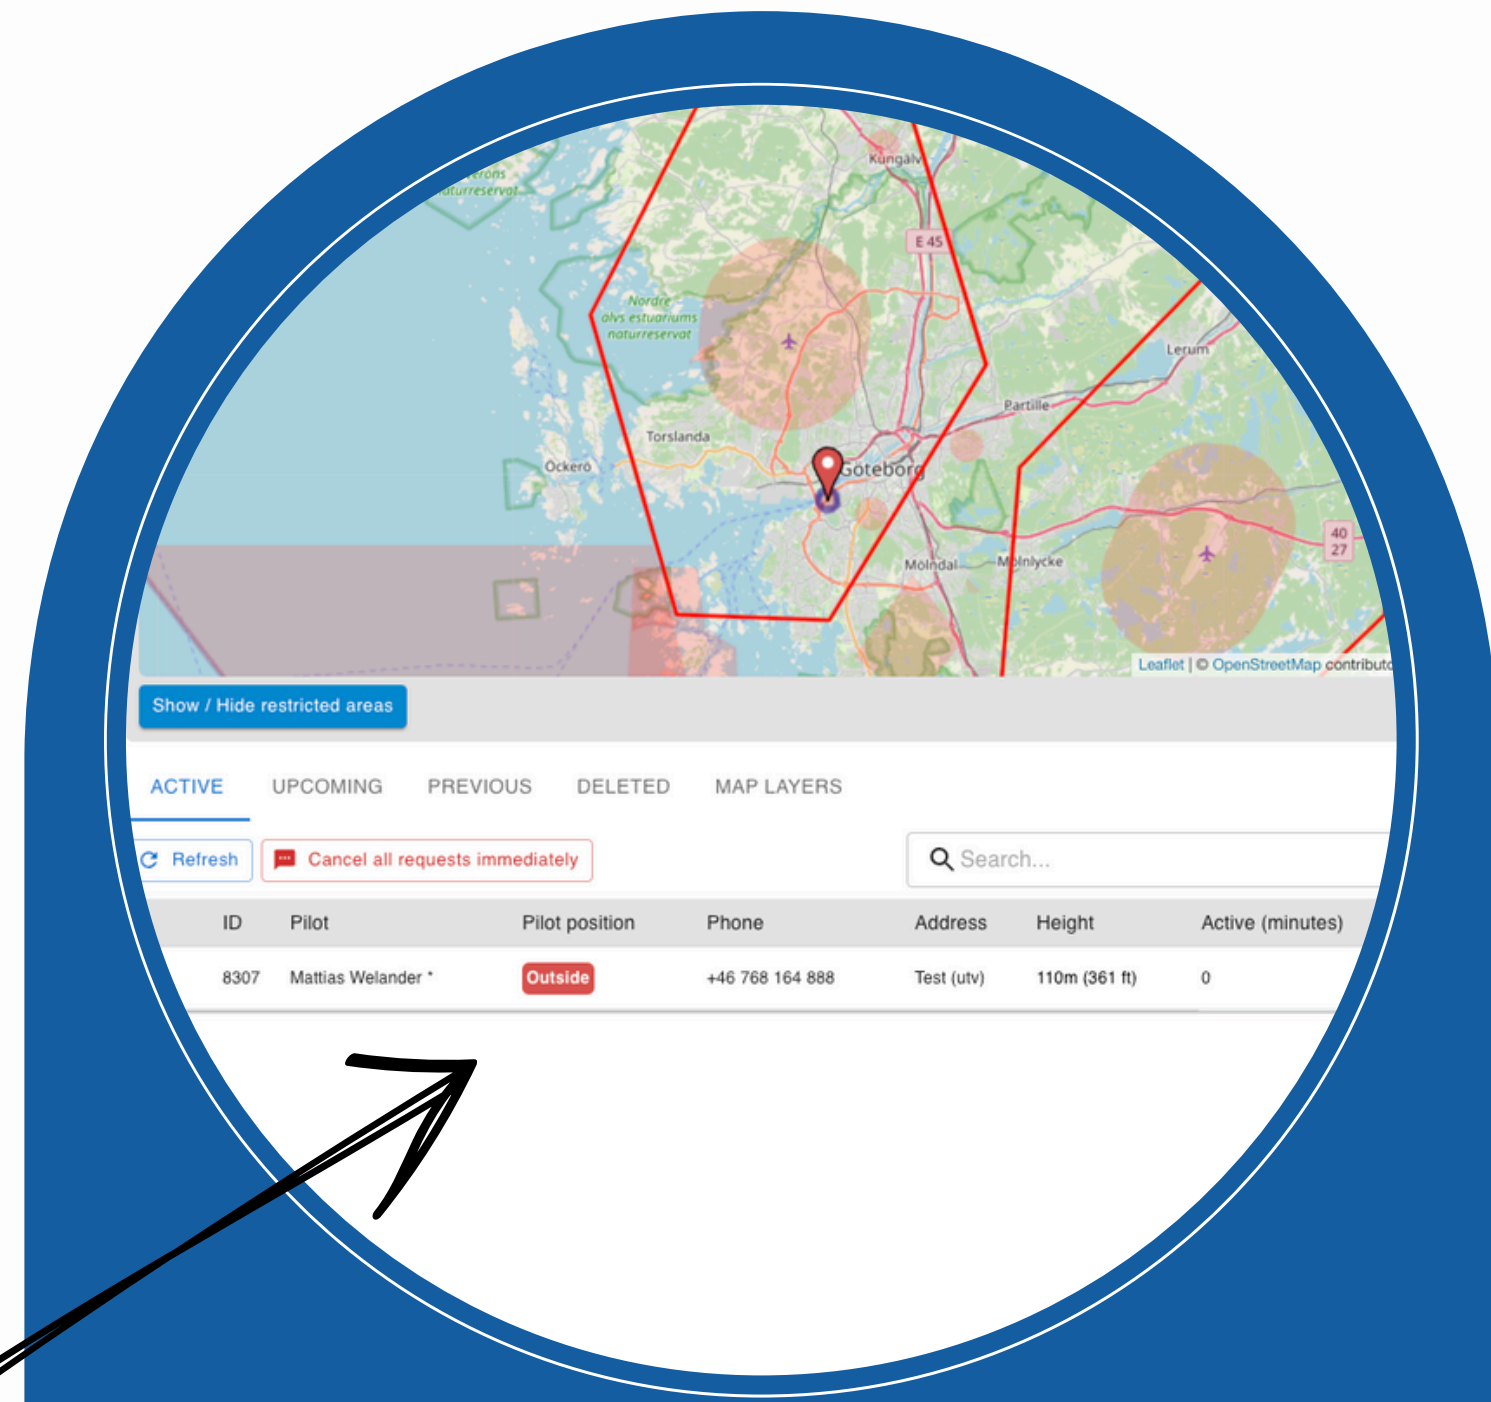 Kungälv
naturreservat
E 45
Nordre
älvs estuariums
naturreservat
Lerum
Partille
Torslanda
Öckerö
Göteborg
40
27
Mölndal
Mölnlycke
Leaflet | © OpenStreetMap
Show / Hide restricted areas
ACTIVE UPCOMING PREVIOUS DELETED MAP LAYERS
Refresh Cancel all requests immediately Search...
ID Pilot Pilot position Phone Address Height Active (minutes)
8307 Mattias Welander * Outside +46 768 164 888 Test (utv) 110m (361 ft) 0